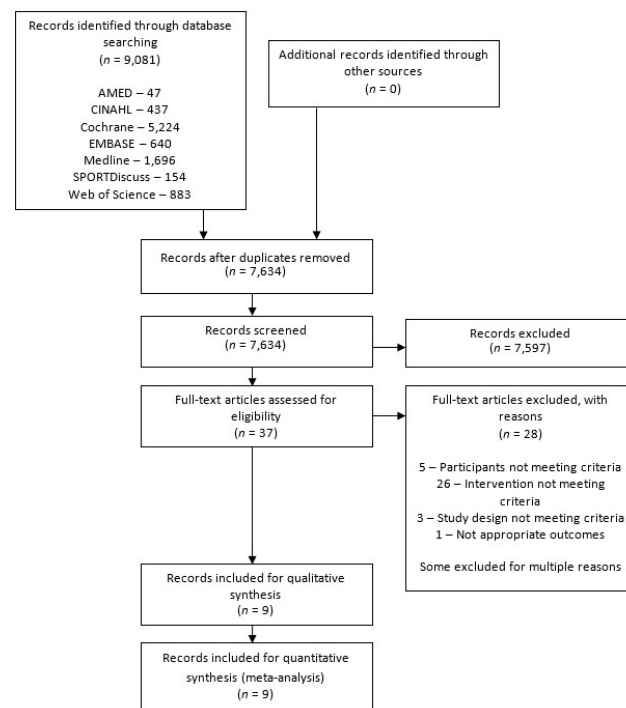 Records identified through database
searching
(n = 9,081)
AMED – 47
CINAHL – 437
Cochrane – 5,224
EMBASE – 640
Medline – 1,696
SPORTDiscuss – 154
Web of Science – 883
Additional records identified through
other sources
(n = 0)
Records after duplicates removed
(n = 7,634)
Records screened
(n = 7,634)
Records excluded
(n = 7,597)
Full-text articles assessed for
eligibility
(n = 37)
Full-text articles excluded, with
reasons
(n = 28)
5 – Participants not meeting criteria
26 – Intervention not meeting
criteria
3 – Study design not meeting criteria
1 – Not appropriate outcomes
Some excluded for multiple reasons
Records included for qualitative
synthesis
(n = 9)
Records included for quantitative
synthesis (meta-analysis)
(n = 9)